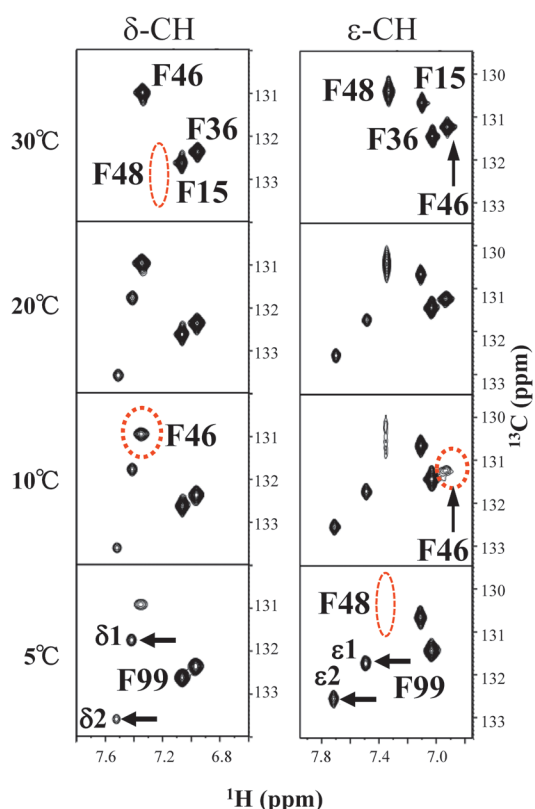 δ-CH ε-CH
30℃
F46
F36
F48
F15
131
132
133
F48 F15
F36
F46
130
131
132
133
20℃
131
132
133
130
131
132
133
10℃
F46
131
132
133
F46
130
131
132
133
5℃
δ1
F99
δ2
131
132
133
F48
ε1
ε2
F99
130
131
132
133
¹³C (ppm)
7.6 7.2 6.8 7.8 7.4 7.0
¹H (ppm)